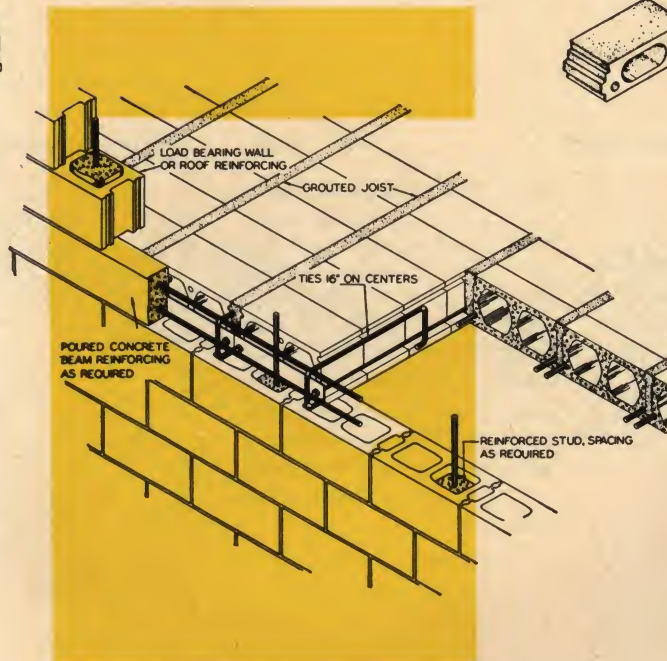 LOAD BEARING WALL
OR ROOF REINFORCING
GROUTED JOIST
TIES 16" ON CENTERS
POURED CONCRETE
BEAM REINFORCING
AS REQUIRED
REINFORCED STUD, SPACING
AS REQUIRED